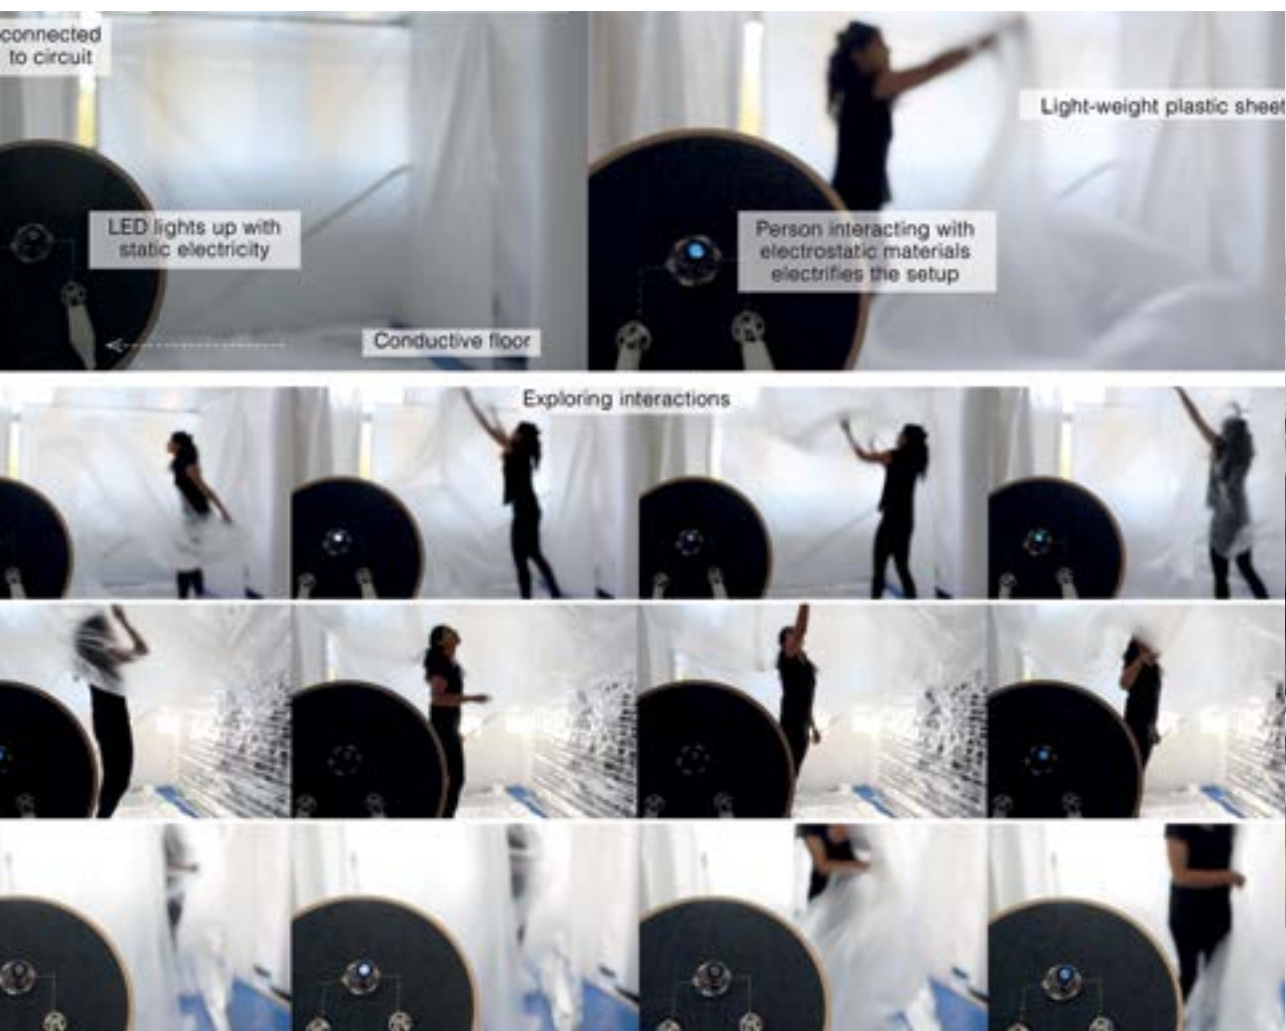 connected
to circuit
LED lights up with
static electricity
Conductive floor
Light-weight plastic sheet
Person interacting with
electrostatic materials
electrifies the setup
Exploring interactions